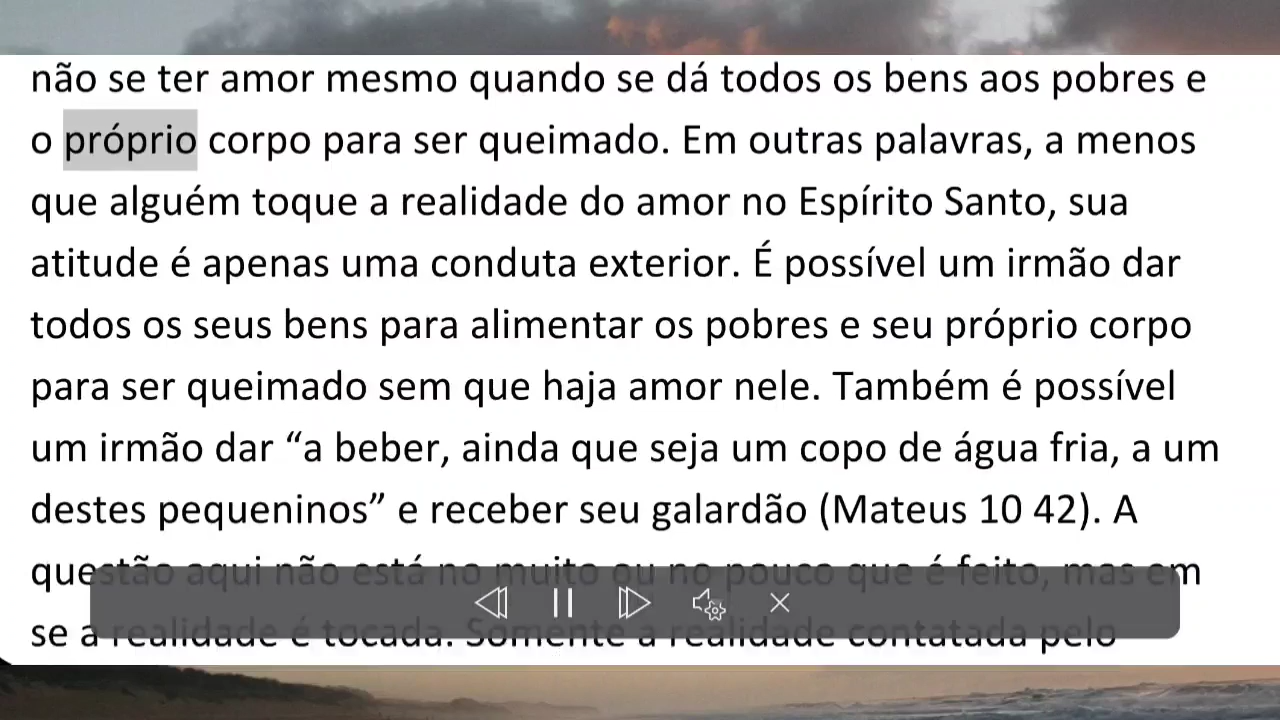 não se ter amor mesmo quando se dá todos os bens aos pobres e
o próprio corpo para ser queimado. Em outras palavras, a menos
que alguém toque a realidade do amor no Espírito Santo, sua
atitude é apenas uma conduta exterior. É possível um irmão dar
todos os seus bens para alimentar os pobres e seu próprio corpo
para ser queimado sem que haja amor nele. Também é possível
um irmão dar “a beber, ainda que seja um copo de água fria, a um
destes pequeninos” e receber seu galardão (Mateus 10 42). A
questão aqui não está no muito ou no pouco que é feito, mas em
se a realidade é tocada. Somente a realidade contatada pelo